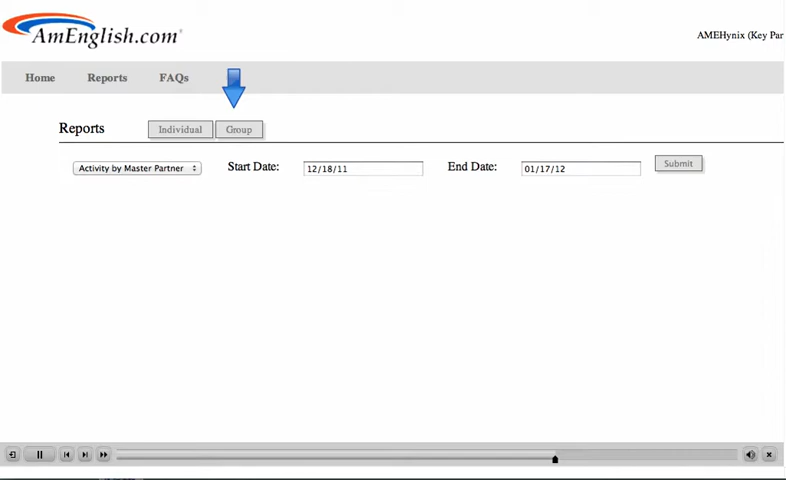 AmEnglish.com®
AMEHynix (Key Par
Home Reports FAQs
Reports Individual Group
Activity by Master Partner Start Date: 12/18/11 End Date: 01/17/12 Submit